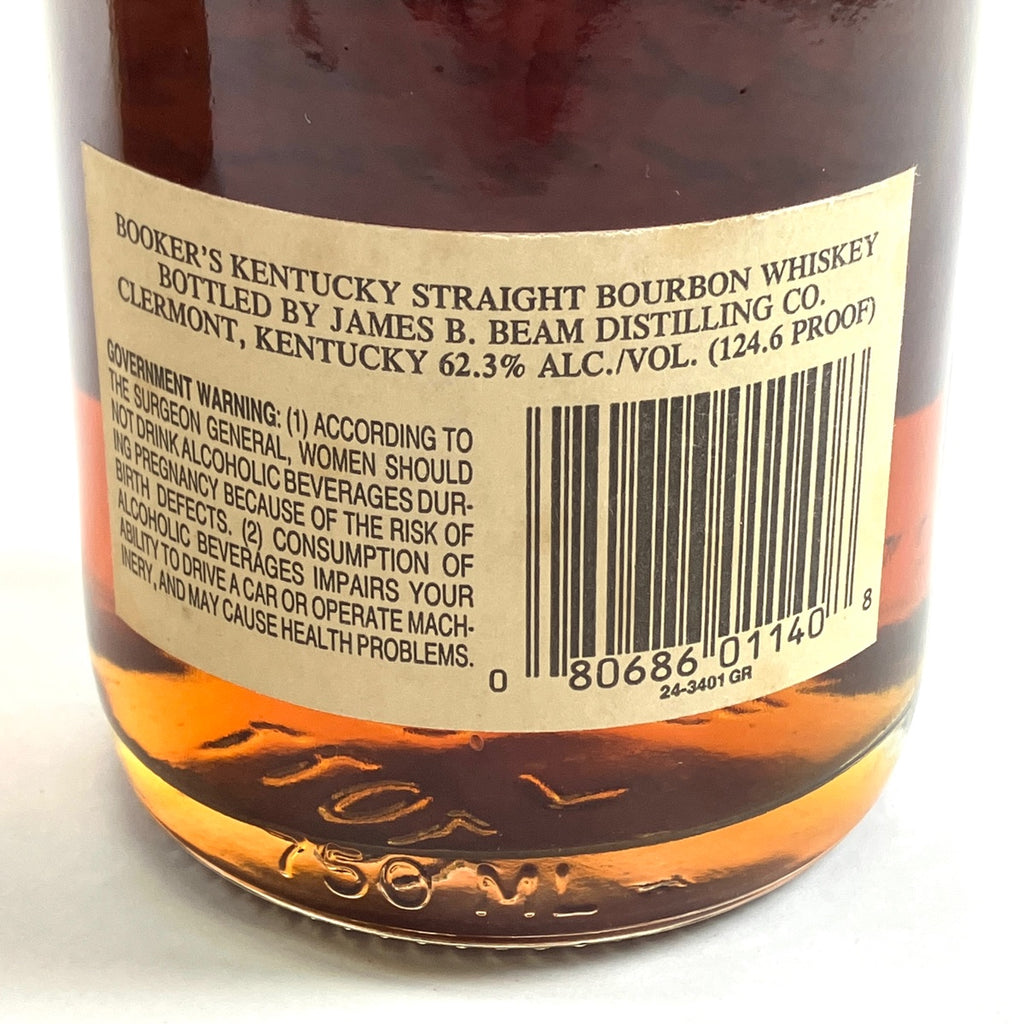 BOOKER'S KENTUCKY STRAIGHT BOURBON WHISKEY
BOTTLED BY JAMES B. BEAM DISTILLING CO.
CLERMONT, KENTUCKY 62.3% ALC./VOL. (124.6 PROOF)
GOVERNMENT WARNING: (1) ACCORDING TO
THE SURGEON GENERAL, WOMEN SHOULD
NOT DRINK ALCOHOLIC BEVERAGES DUR-
ING PREGNANCY BECAUSE OF THE RISK OF
BIRTH DEFECTS. (2) CONSUMPTION OF
ALCOHOLIC BEVERAGES IMPAIRS YOUR
ABILITY TO DRIVE A CAR OR OPERATE MACH-
INERY, AND MAY CAUSE HEALTH PROBLEMS.
0 80686 01140 8
24-3401 GR
750 ML